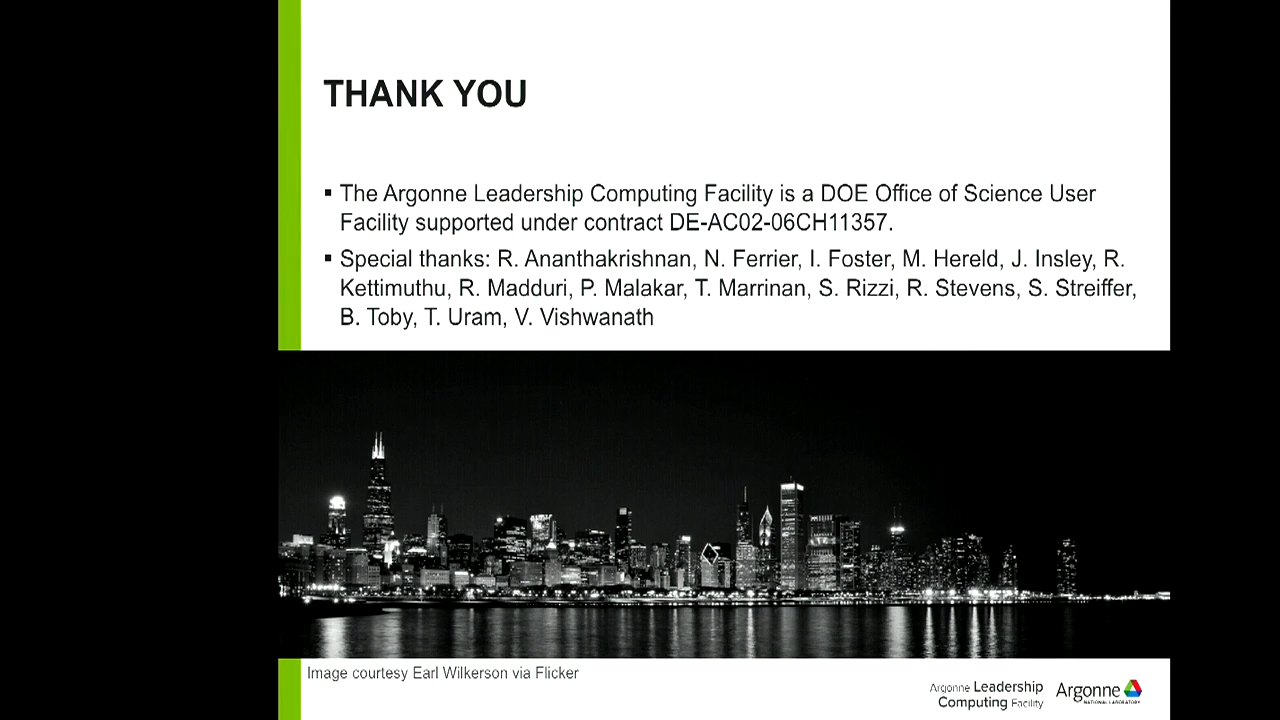 THANK YOU
▪ The Argonne Leadership Computing Facility is a DOE Office of Science User
Facility supported under contract DE-AC02-06CH11357.
▪ Special thanks: R. Ananthakrishnan, N. Ferrier, I. Foster, M. Hereld, J. Insley, R.
Kettimuthu, R. Madduri, P. Malakar, T. Marrinan, S. Rizzi, R. Stevens, S. Streiffer,
B. Toby, T. Uram, V. Vishwanath
Image courtesy Earl Wilkerson via Flicker
Argonne Leadership
Computing Facility
Argonne
NATIONAL LABORATORY